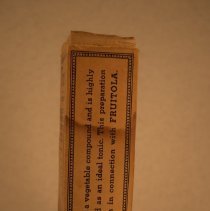 a vegetable compound and is highly
as an ideal tonic. This preparation
in connection with FRUITOLA.